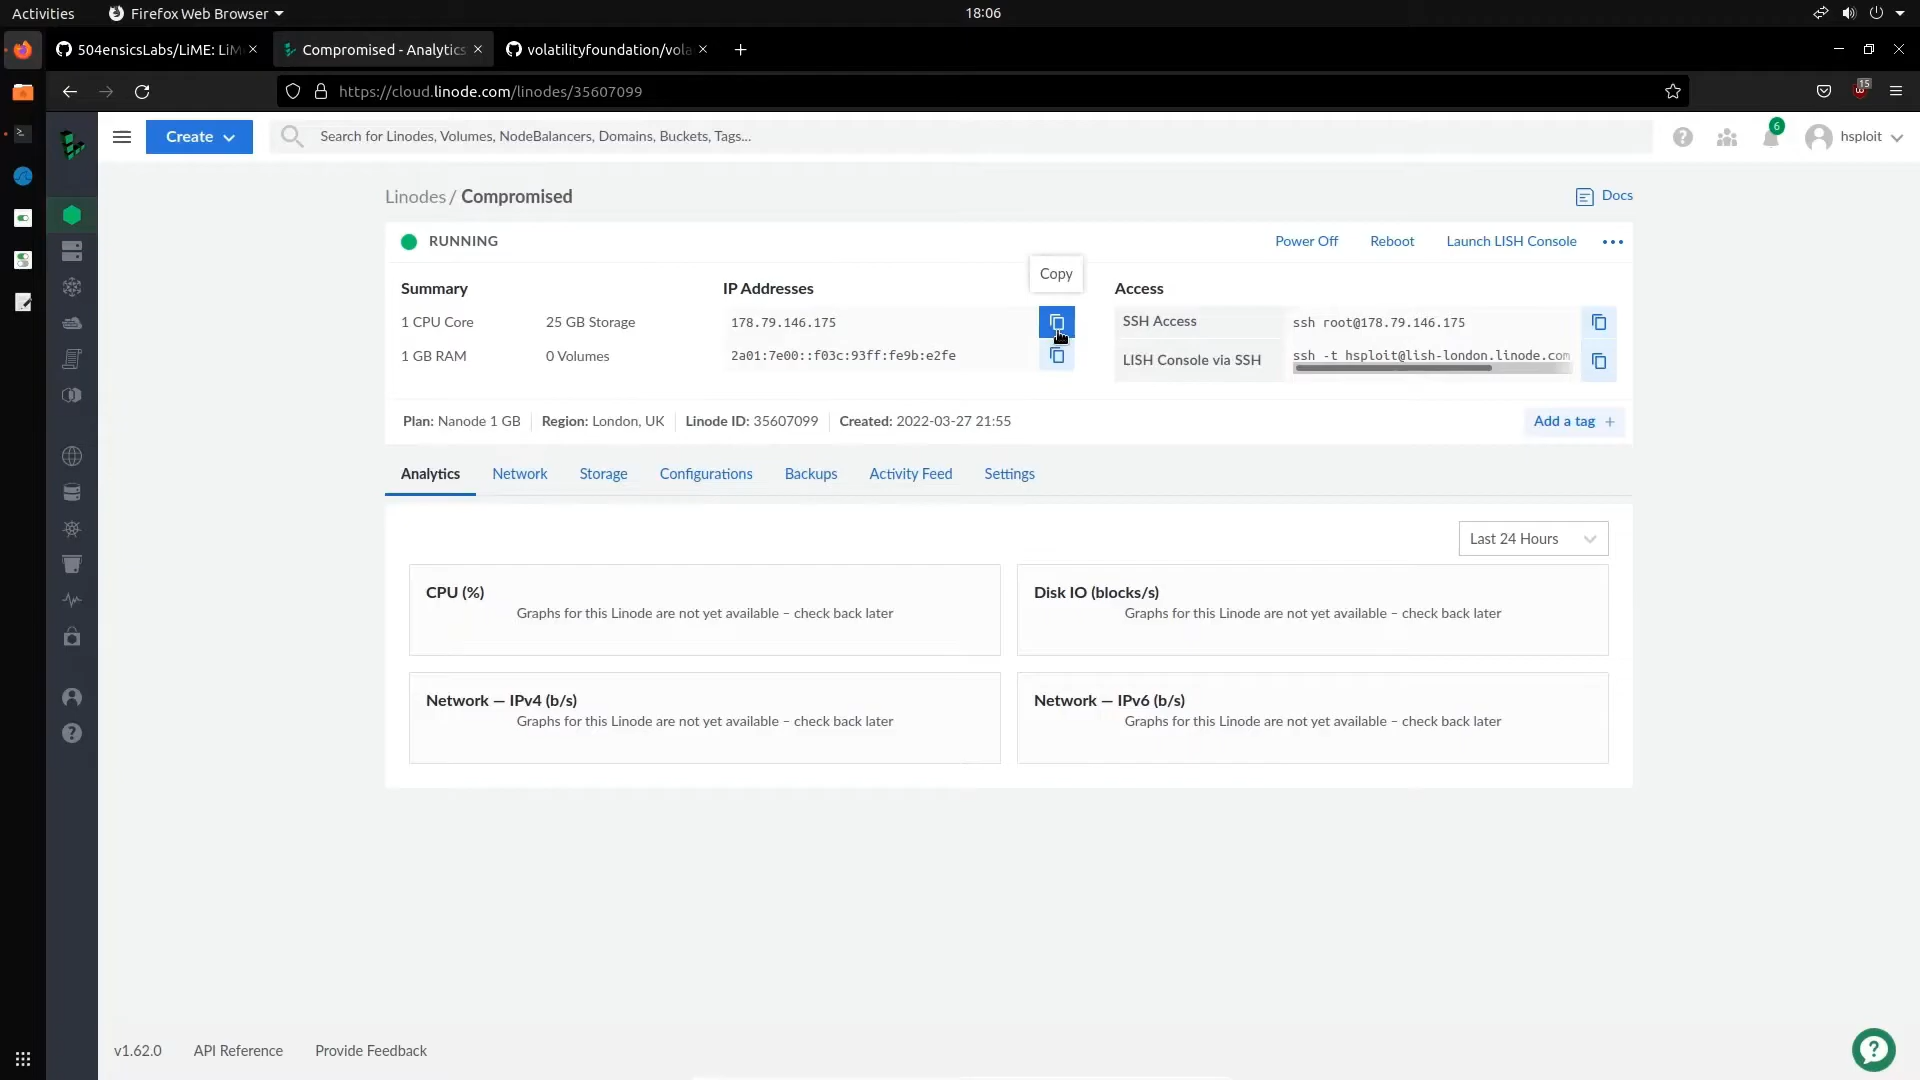 Activities
Firefox Web Browser
18:06
504ensicsLabs/LiME: LiM
Compromised - Analytics
volatilityfoundation/vola
https://cloud.linode.com/linodes/35607099
15
Create
Search for Linodes, Volumes, NodeBalancers, Domains, Buckets, Tags...
6
hsploit
Linodes / Compromised
Docs
RUNNING
Power Off
Reboot
Launch LISH Console
Copy
Summary
IP Addresses
Access
1 CPU Core
25 GB Storage
178.79.146.175
SSH Access
ssh root@178.79.146.175
1 GB RAM
0 Volumes
2a01:7e00::f03c:93ff:fe9b:e2fe
LISH Console via SSH
ssh -t hsploit@lish-london.linode.com
Plan: Nanode 1 GB
Region: London, UK
Linode ID: 35607099
Created: 2022-03-27 21:55
Add a tag +
Analytics
Network
Storage
Configurations
Backups
Activity Feed
Settings
Last 24 Hours
CPU (%)
Graphs for this Linode are not yet available – check back later
Disk IO (blocks/s)
Graphs for this Linode are not yet available – check back later
Network — IPv4 (b/s)
Graphs for this Linode are not yet available – check back later
Network — IPv6 (b/s)
Graphs for this Linode are not yet available – check back later
v1.62.0
API Reference
Provide Feedback